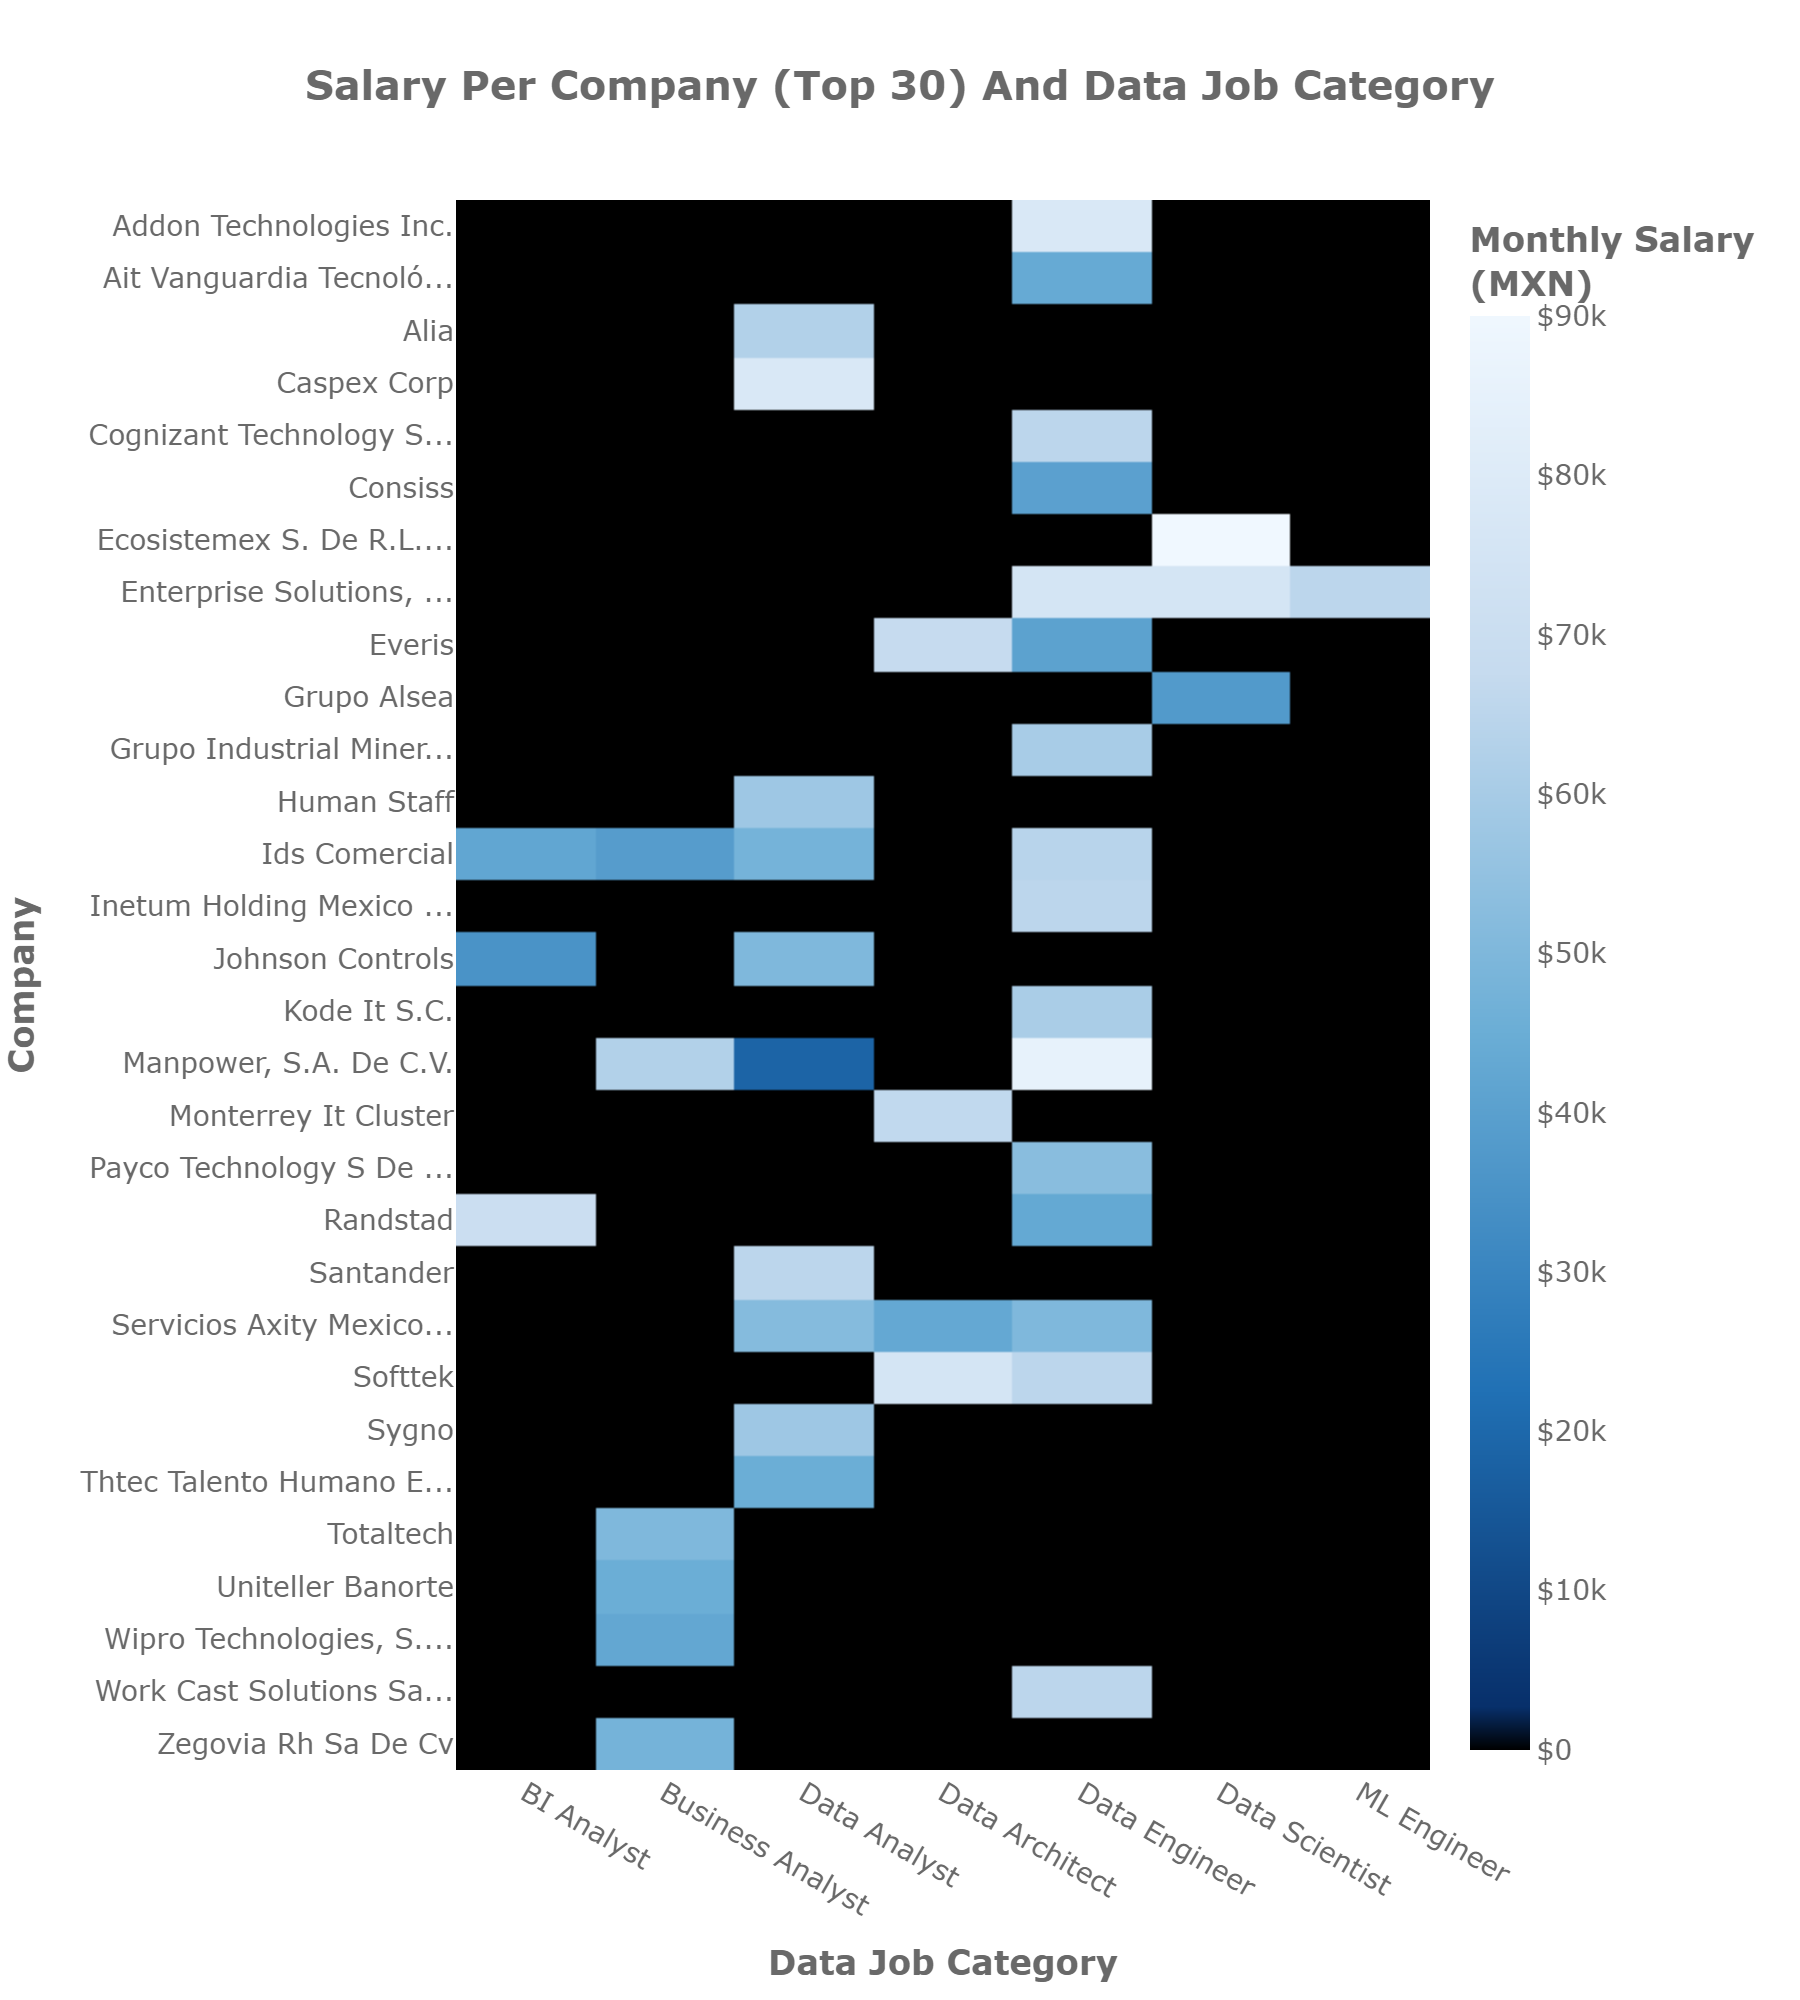 Salary Per Company (Top 30) And Data Job Category
Monthly Salary
(MXN)
$90k
$80k
$70k
$60k
$50k
$40k
$30k
$20k
$10k
$0
Company
Addon Technologies Inc.
Ait Vanguardia Tecnoló...
Alia
Caspex Corp
Cognizant Technology S...
Consiss
Ecosistemex S. De R.L....
Enterprise Solutions, ...
Everis
Grupo Alsea
Grupo Industrial Miner...
Human Staff
Ids Comercial
Inetum Holding Mexico ...
Johnson Controls
Kode It S.C.
Manpower, S.A. De C.V.
Monterrey It Cluster
Payco Technology S De ...
Randstad
Santander
Servicios Axity Mexico...
Softtek
Sygno
Thtec Talento Humano E...
Totaltech
Uniteller Banorte
Wipro Technologies, S....
Work Cast Solutions Sa...
Zegovia Rh Sa De Cv
BI Analyst
Business Analyst
Data Analyst
Data Architect
Data Engineer
Data Scientist
ML Engineer
Data Job Category